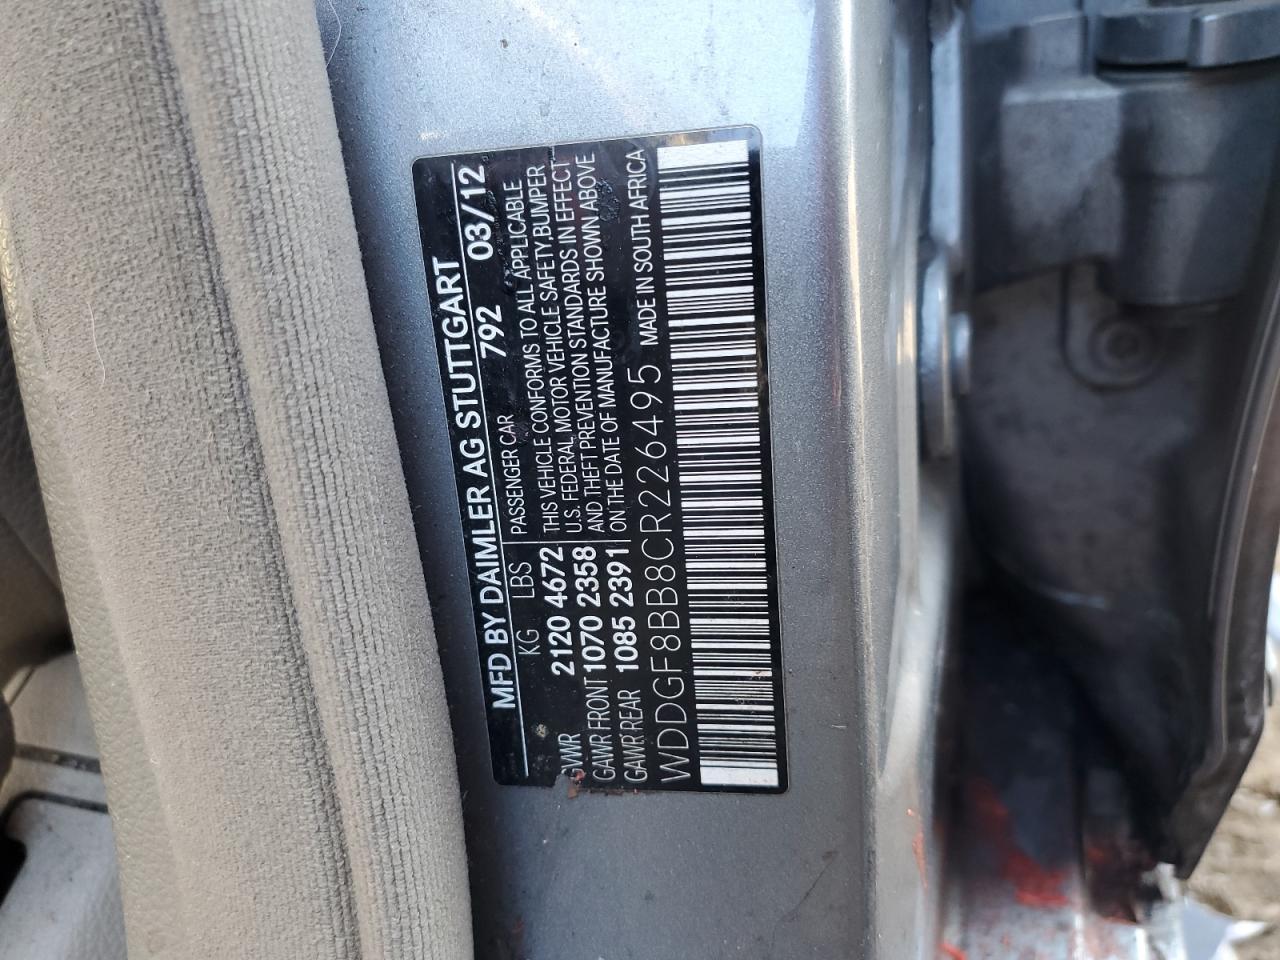 MFD BY DAIMLER AG STUTTGART 03/12
792
KG LBS PASSENGER CAR
GVWR 2120 4672 THIS VEHICLE CONFORMS TO ALL APPLICABLE
GAWR FRONT 1070 2358 U.S. FEDERAL MOTOR VEHICLE SAFETY,BUMPER
GAWR REAR 1085 2391 AND THEFT PREVENTION STANDARDS IN EFFECT
ON THE DATE OF MANUFACTURE SHOWN ABOVE
WDDGF8BB8CR226495 MADE IN SOUTH AFRICA